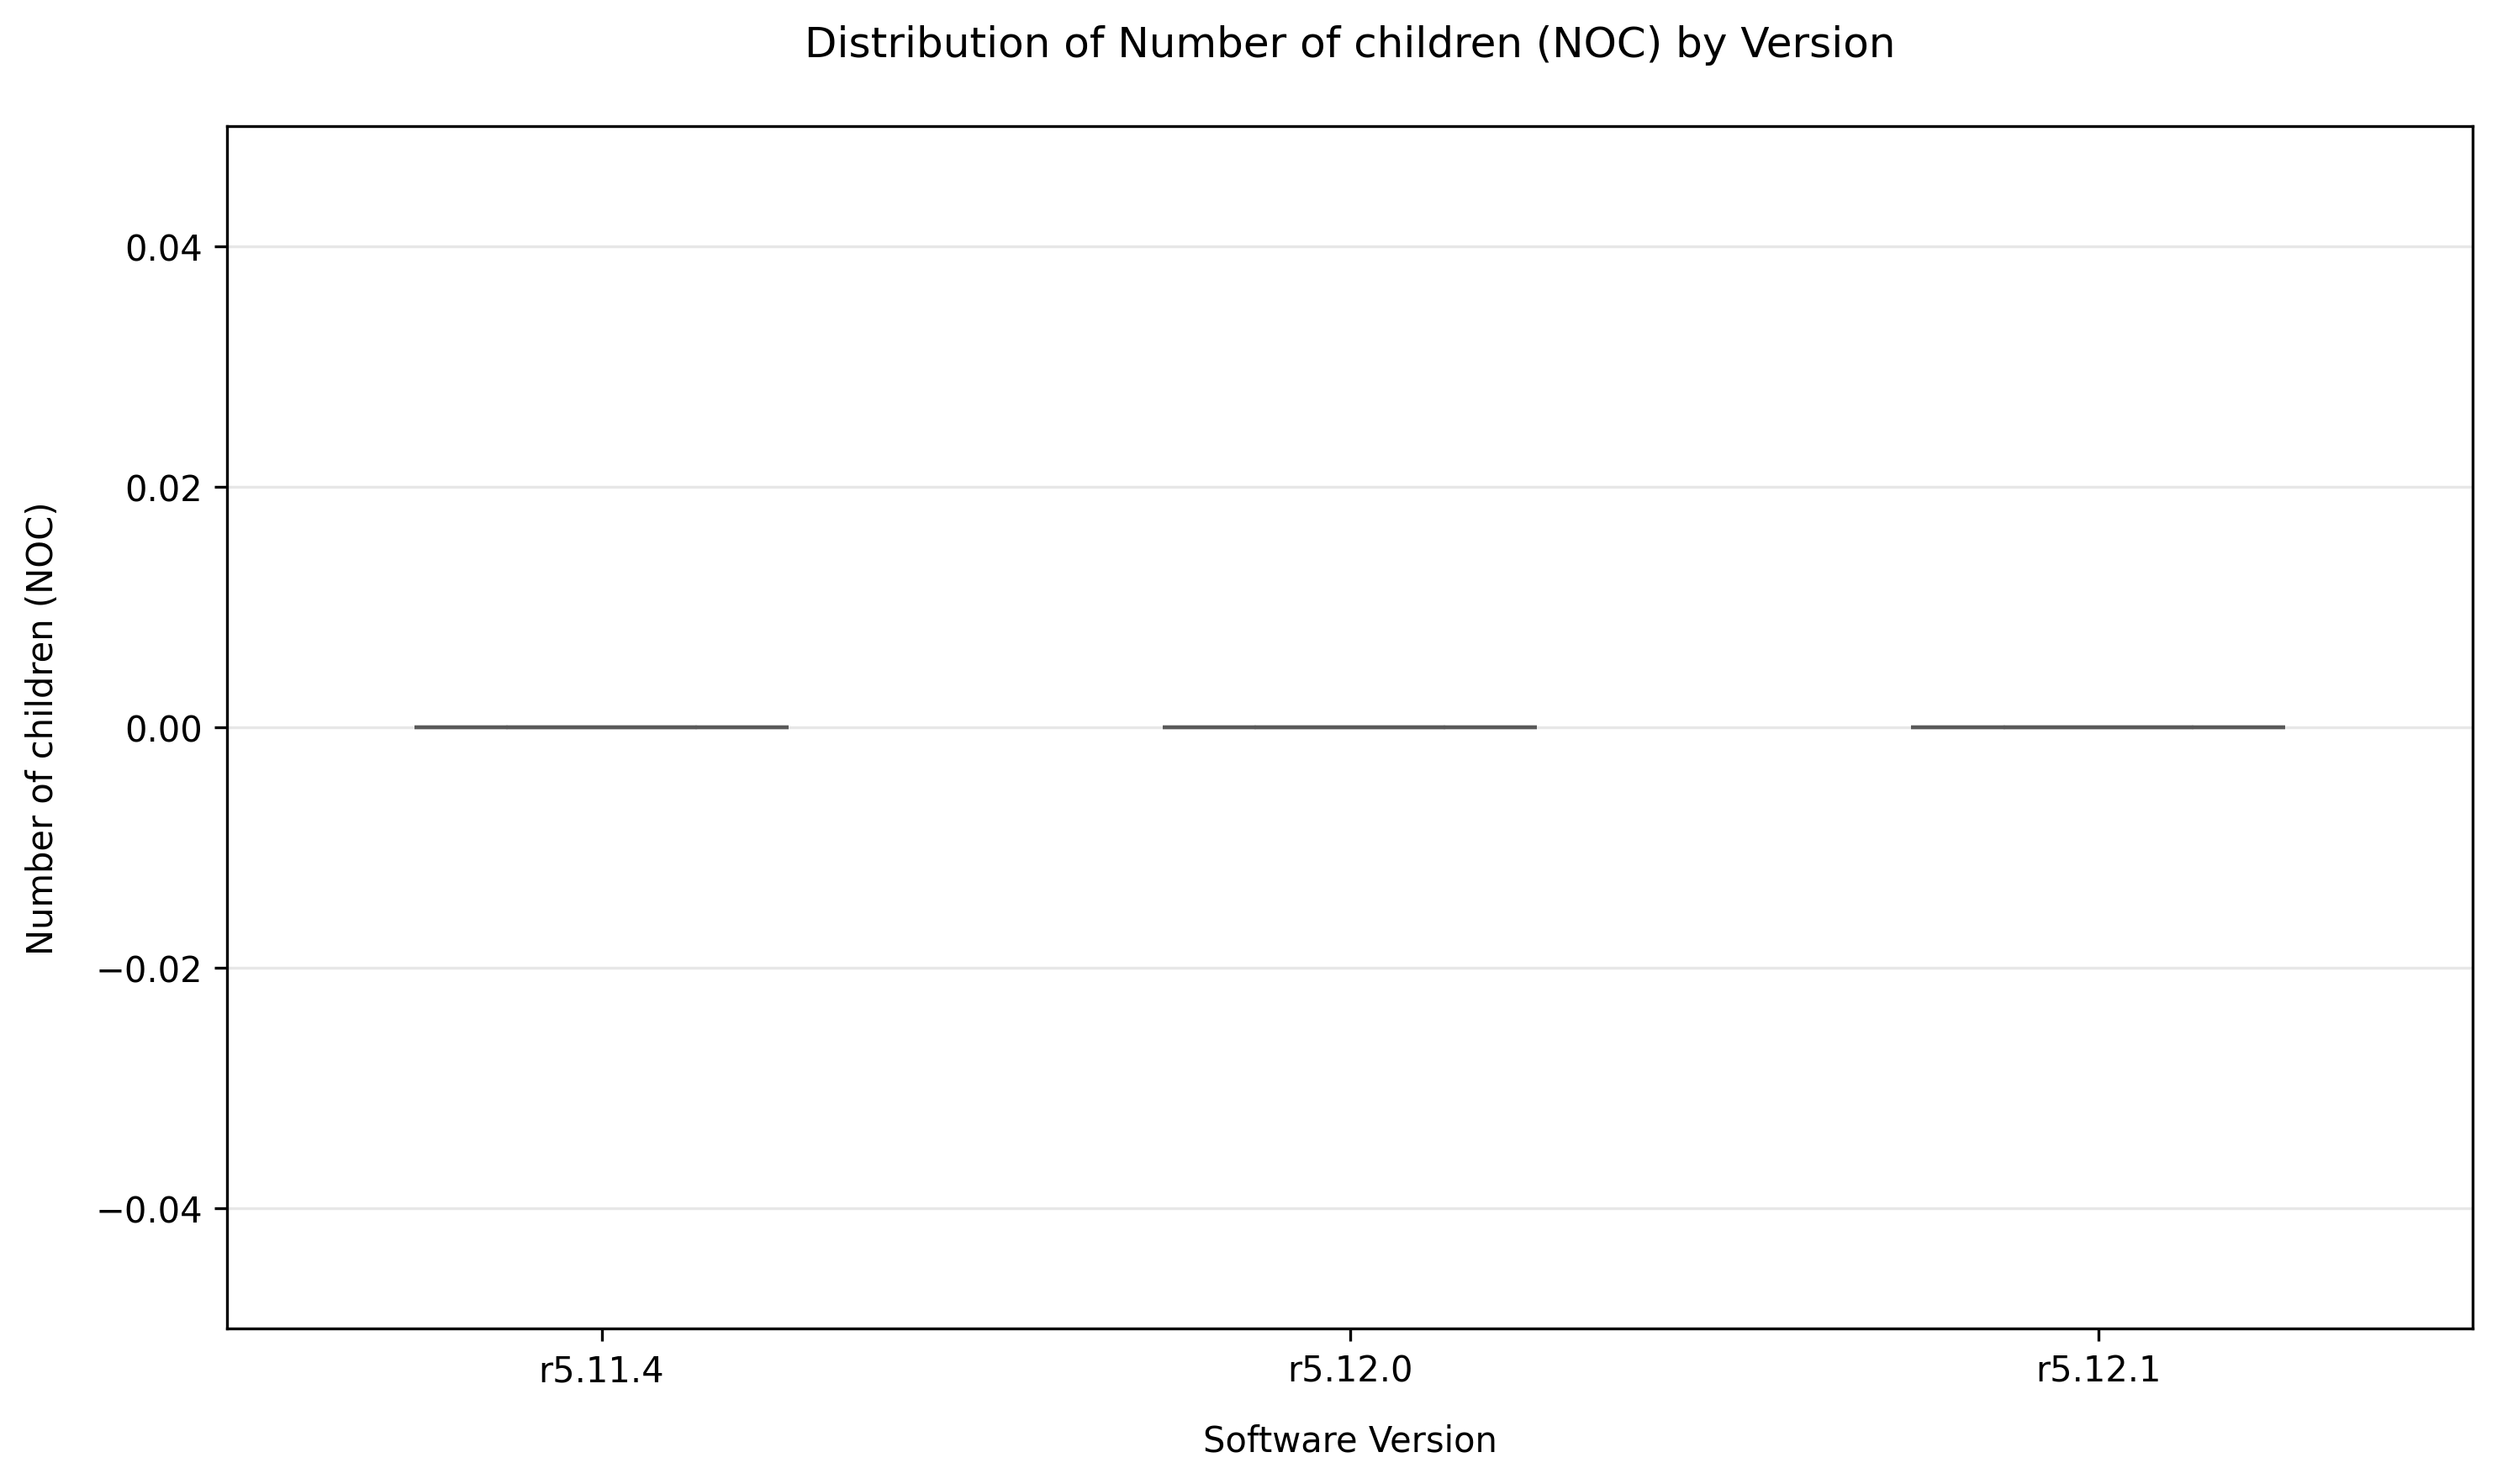 Distribution of Number of children (NOC) by Version
Number of children (NOC)
0.04
0.02
0.00
−0.02
−0.04
r5.11.4
r5.12.0
r5.12.1
Software Version